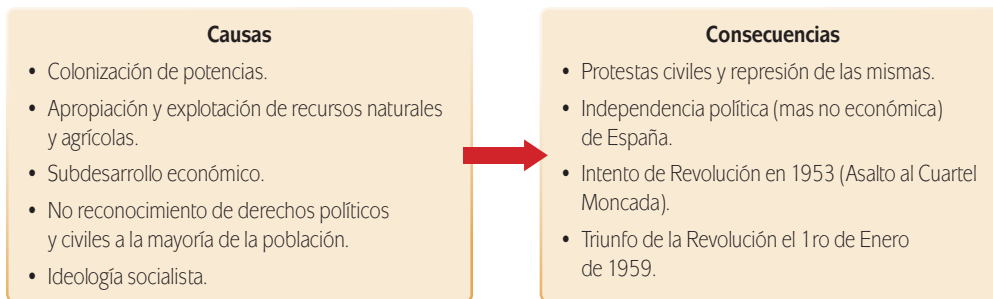 Causas
• Colonización de potencias.
• Apropiación y explotación de recursos naturales
y agrícolas.
• Subdesarrollo económico.
• No reconocimiento de derechos políticos
y civiles a la mayoría de la población.
• Ideología socialista.
Consecuencias
• Protestas civiles y represión de las mismas.
• Independencia política (mas no económica)
de España.
• Intento de Revolución en 1953 (Asalto al Cuartel
Moncada).
• Triunfo de la Revolución el 1ro de Enero
de 1959.